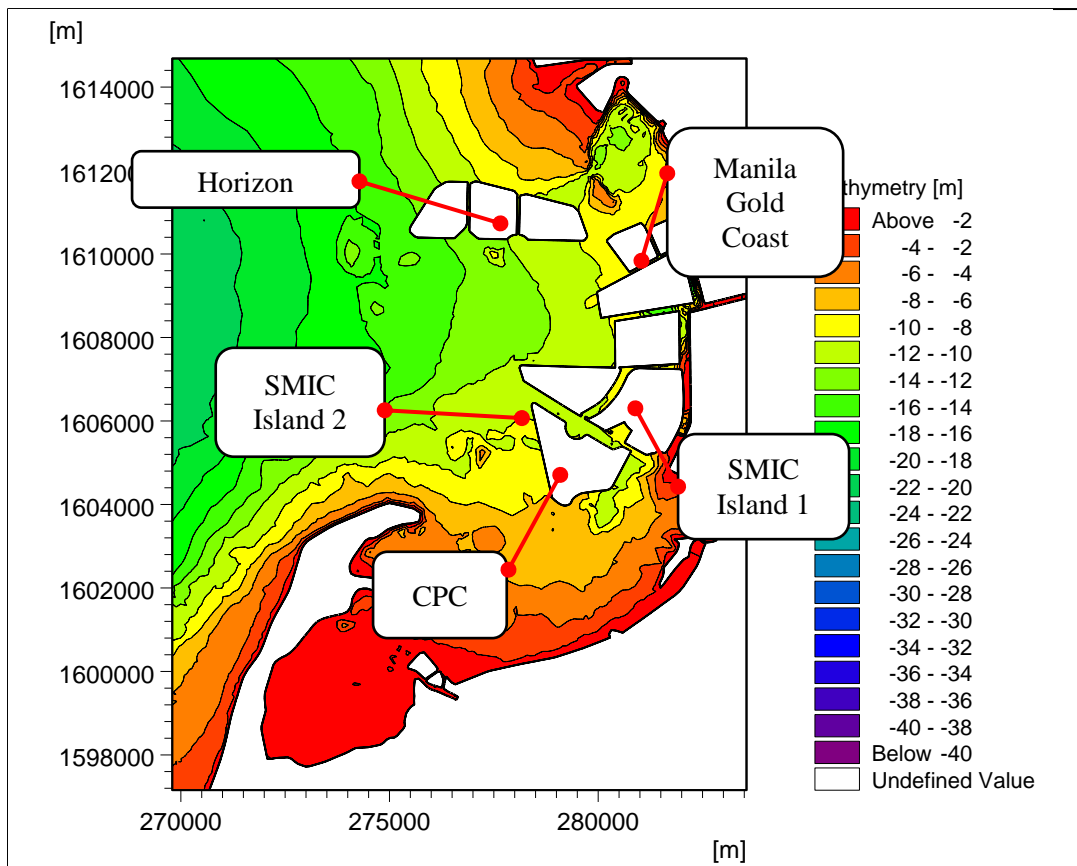 [m]
1614000
161200
1610000
1608000
1606000
1604000
1602000
1600000
1598000
270000
275000
280000
[m]
Horizon
Manila
Gold
Coast
SMIC
Island 2
SMIC
Island 1
CPC
thymetry [m]
Above -2
-4 - -2
-6 - -4
-8 - -6
-10 - -8
-12 - -10
-14 - -12
-16 - -14
-18 - -16
-20 - -18
-22 - -20
-24 - -22
-26 - -24
-28 - -26
-30 - -28
-32 - -30
-34 - -32
-36 - -34
-38 - -36
-40 - -38
Below -40
Undefined Value